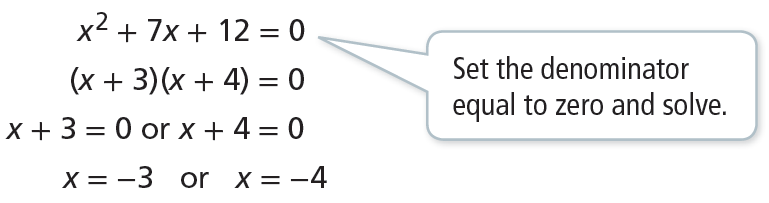 x² + 7x + 12 = 0
(x + 3)(x + 4) = 0
x + 3 = 0 or x + 4 = 0
x = −3 or x = −4
Set the denominator
equal to zero and solve.